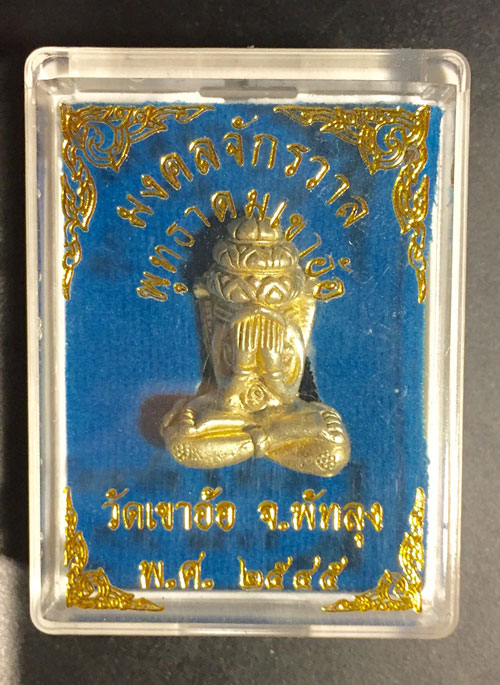 มงคลจักรวาล
พุทธาคมเขาอ้อ
วัดเขาอ้อ จ.พัทลุง
พ.ศ. ๒๕๔๕